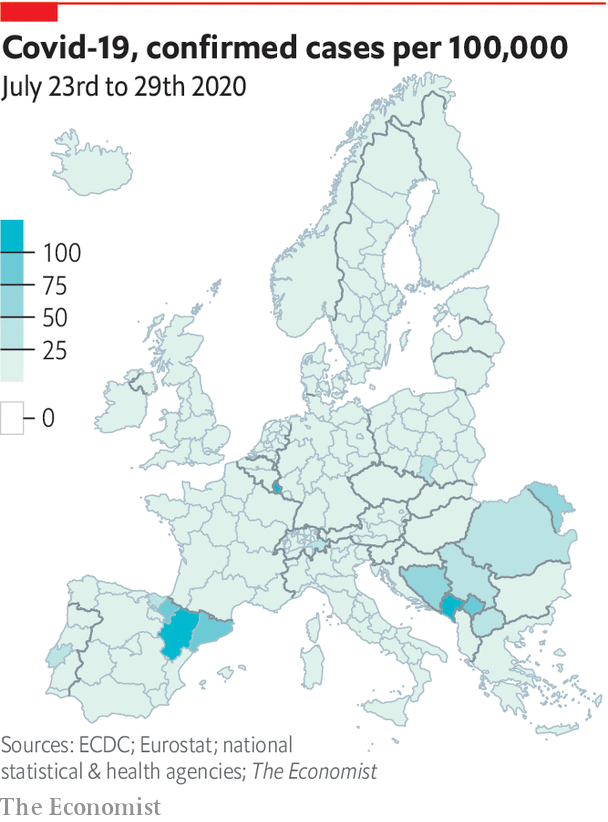 Covid-19, confirmed cases per 100,000
July 23rd to 29th 2020
100
75
50
25
0
Sources: ECDC; Eurostat; national
statistical & health agencies; The Economist
The Economist